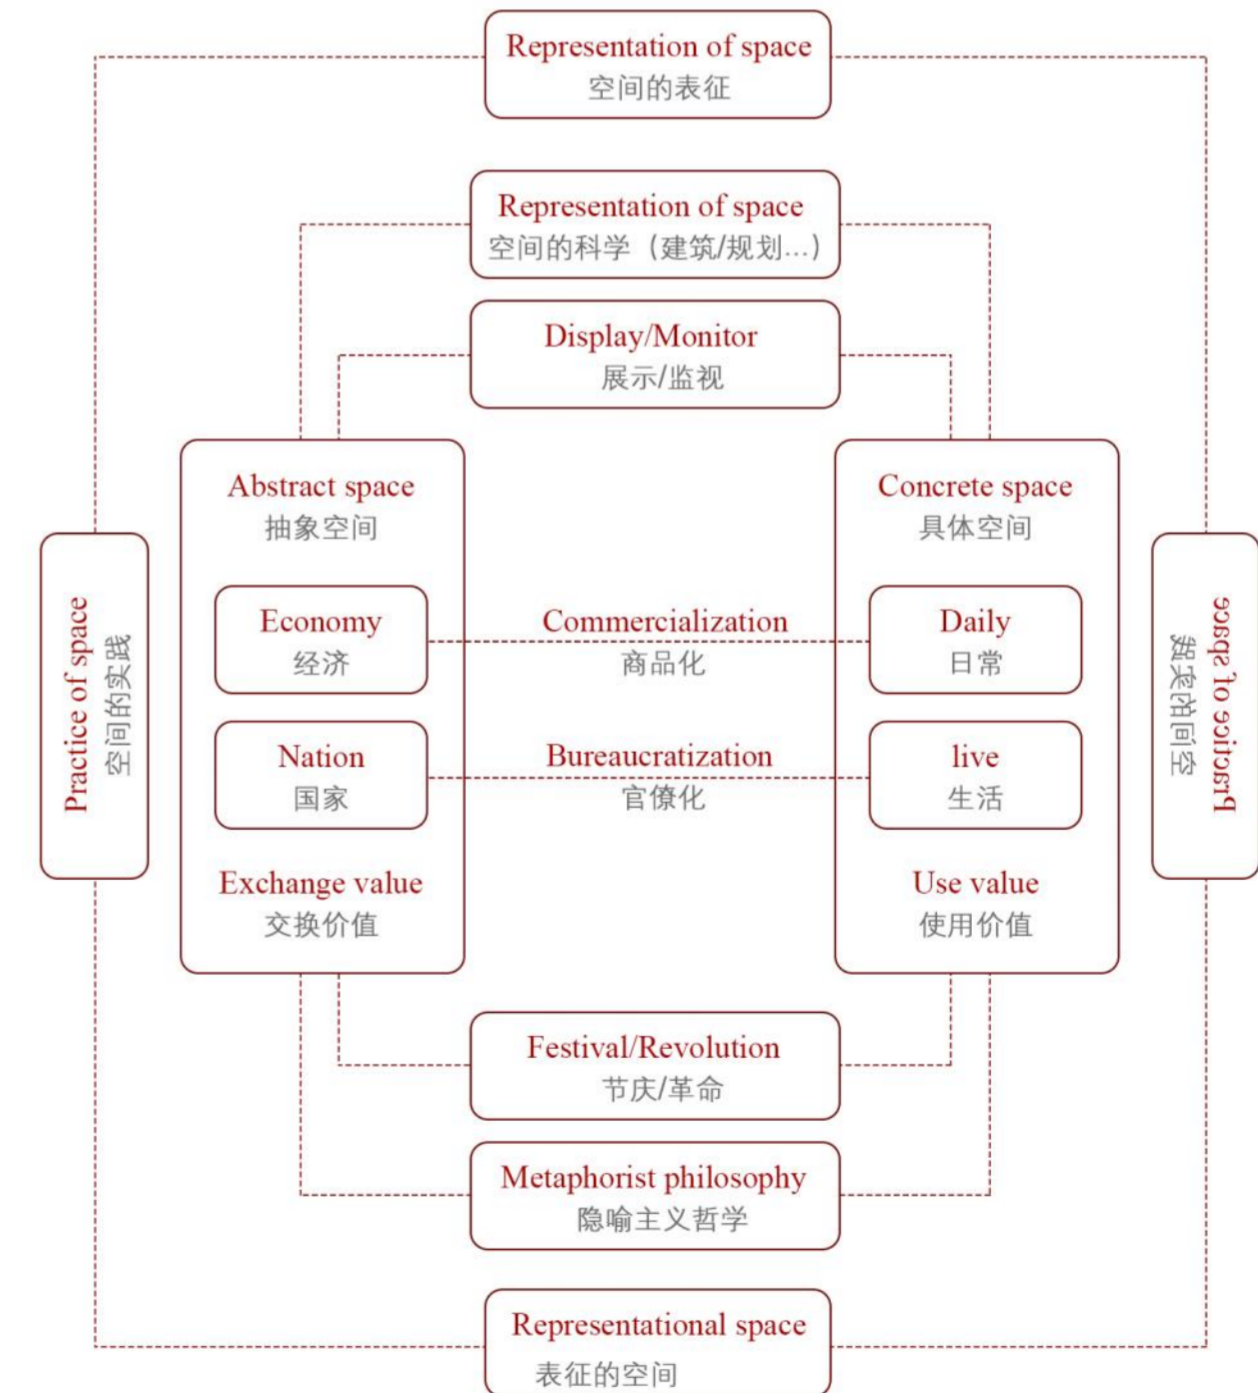 Representation of space
空间的表征
Representation of space
空间的科学（建筑/规划...）
Display/Monitor
展示/监视
Abstract space
抽象空间
Economy
经济
Nation
国家
Exchange value
交换价值
Commercialization
商品化
Bureaucratization
官僚化
Concrete space
具体空间
Daily
日常
live
生活
Use value
使用价值
Practice of space
空间的实践
Practice of space
空间的实践
Festival/Revolution
节庆/革命
Metaphorist philosophy
隐喻主义哲学
Representational space
表征的空间